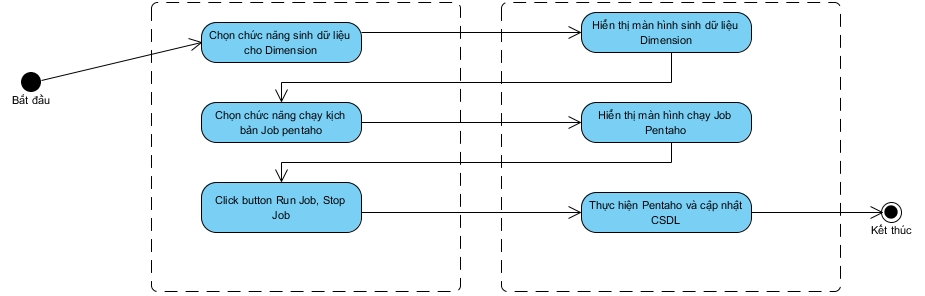 Bắt đầu
Chọn chức năng sinh dữ liệu
cho Dimension
Hiển thị màn hình sinh dữ liệu
Dimension
Chọn chức năng chạy kịch
bản Job pentaho
Hiển thị màn hình chạy Job
Pentaho
Click button Run Job, Stop
Job
Thực hiện Pentaho và cập nhật
CSDL
Kết thúc